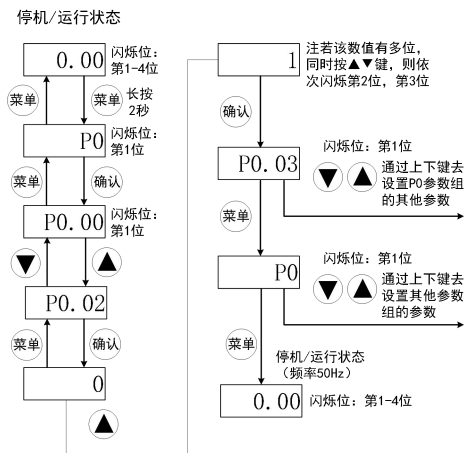 停机/运行状态
0.00
闪烁位:
第1-4位
菜单
菜单
长按
2秒
P0
闪烁位:
第1位
菜单
确认
P0.00
闪烁位:
第1位
▼
▲
P0.02
菜单
确认
0
▲
1
注若该数值有多位,
同时按▲▼键,则依
次闪烁第2位,第3位
确认
P0.03
闪烁位:第1位
▼ ▲
通过上下键去
设置P0参数组
的其他参数
菜单
P0
闪烁位:第1位
▼ ▲
通过上下键去
设置其他参数
组的参数
菜单
停机/运行状态
(频率50Hz)
0.00
闪烁位:第1-4位